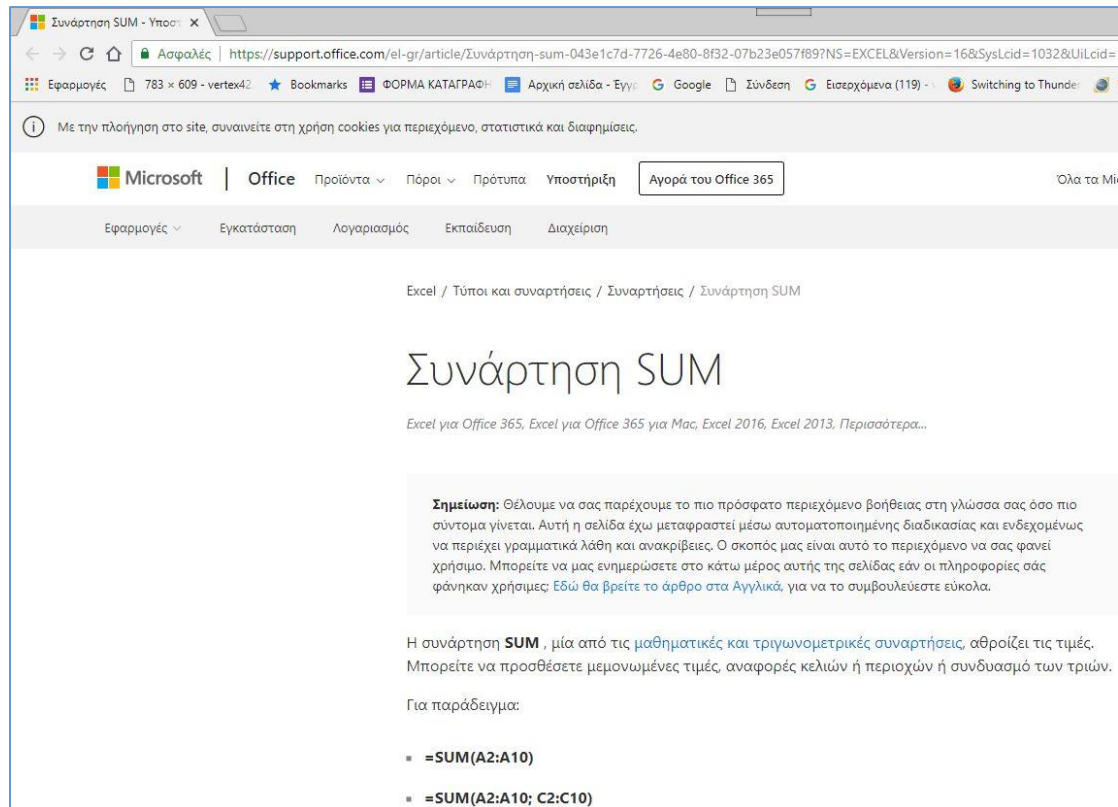 Συνάρτηση SUM - Υποστ
Ασφαλές | https://support.office.com/el-gr/article/Συνάρτηση-sum-043e1c7d-7726-4e80-8f32-07b23e057f89?NS=EXCEL&Version=16&SysLcid=1032&UiLcid=
Εφαρμογές 783 × 609 - vertex42 Bookmarks ΦΟΡΜΑ ΚΑΤΑΓΡΑΦΗ Αρχική σελίδα - Εγγρ Google Σύνδεση Εισερχόμενα (119) - Switching to Thunder
Με την πλοήγηση στο site, συναινείτε στη χρήση cookies για περιεχόμενο, στατιστικά και διαφημίσεις.
Microsoft | Office Προϊόντα Πόροι Πρότυπα Υποστήριξη Αγορά του Office 365 Όλα τα Mi
Εφαρμογές Εγκατάσταση Λογαριασμός Εκπαίδευση Διαχείριση
Excel / Τύποι και συναρτήσεις / Συναρτήσεις / Συνάρτηση SUM
Συνάρτηση SUM
Excel για Office 365, Excel για Office 365 για Mac, Excel 2016, Excel 2013, Περισσότερα...
Σημείωση: Θέλουμε να σας παρέχουμε το πιο πρόσφατο περιεχόμενο βοήθειας στη γλώσσα σας όσο πιο
σύντομα γίνεται. Αυτή η σελίδα έχω μεταφραστεί μέσω αυτοματοποιημένης διαδικασίας και ενδεχομένως
να περιέχει γραμματικά λάθη και ανακρίβειες. Ο σκοπός μας είναι αυτό το περιεχόμενο να σας φανεί
χρήσιμο. Μπορείτε να μας ενημερώσετε στο κάτω μέρος αυτής της σελίδας εάν οι πληροφορίες σάς
φάνηκαν χρήσιμες; Εδώ θα βρείτε το άρθρο στα Αγγλικά, για να το συμβουλεύεστε εύκολα.
Η συνάρτηση SUM , μία από τις μαθηματικές και τριγωνομετρικές συναρτήσεις, αθροίζει τις τιμές.
Μπορείτε να προσθέσετε μεμονωμένες τιμές, αναφορές κελιών ή περιοχών ή συνδυασμό των τριών.
Για παράδειγμα:
=SUM(A2:A10)
=SUM(A2:A10; C2:C10)